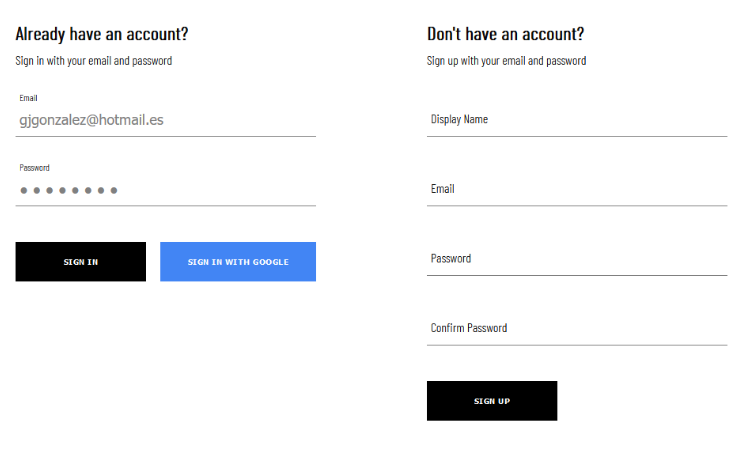 Already have an account?
Sign in with your email and password
Email
gjgonzalez@hotmail.es
Password
SIGN IN
SIGN IN WITH GOOGLE
Don't have an account?
Sign up with your email and password
Display Name
Email
Password
Confirm Password
SIGN UP